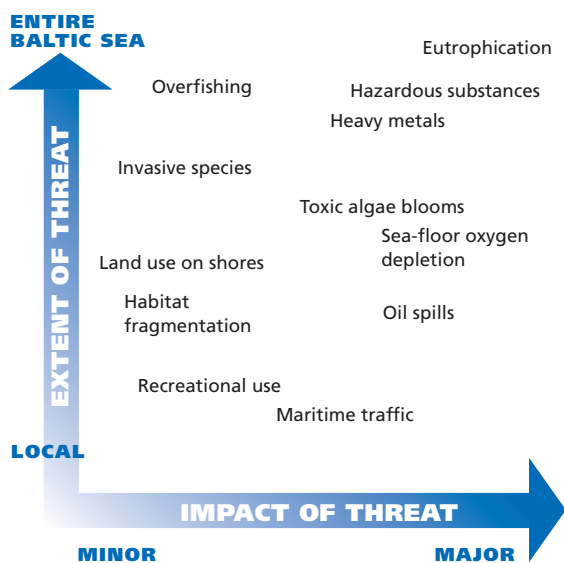 ENTIRE
BALTIC SEA
Eutrophication
Overfishing
Hazardous substances
Heavy metals
Invasive species
Toxic algae blooms
Sea-floor oxygen
depletion
Land use on shores
Habitat
fragmentation
Oil spills
Recreational use
Maritime traffic
EXTENT OF THREAT
LOCAL
IMPACT OF THREAT
MINOR
MAJOR